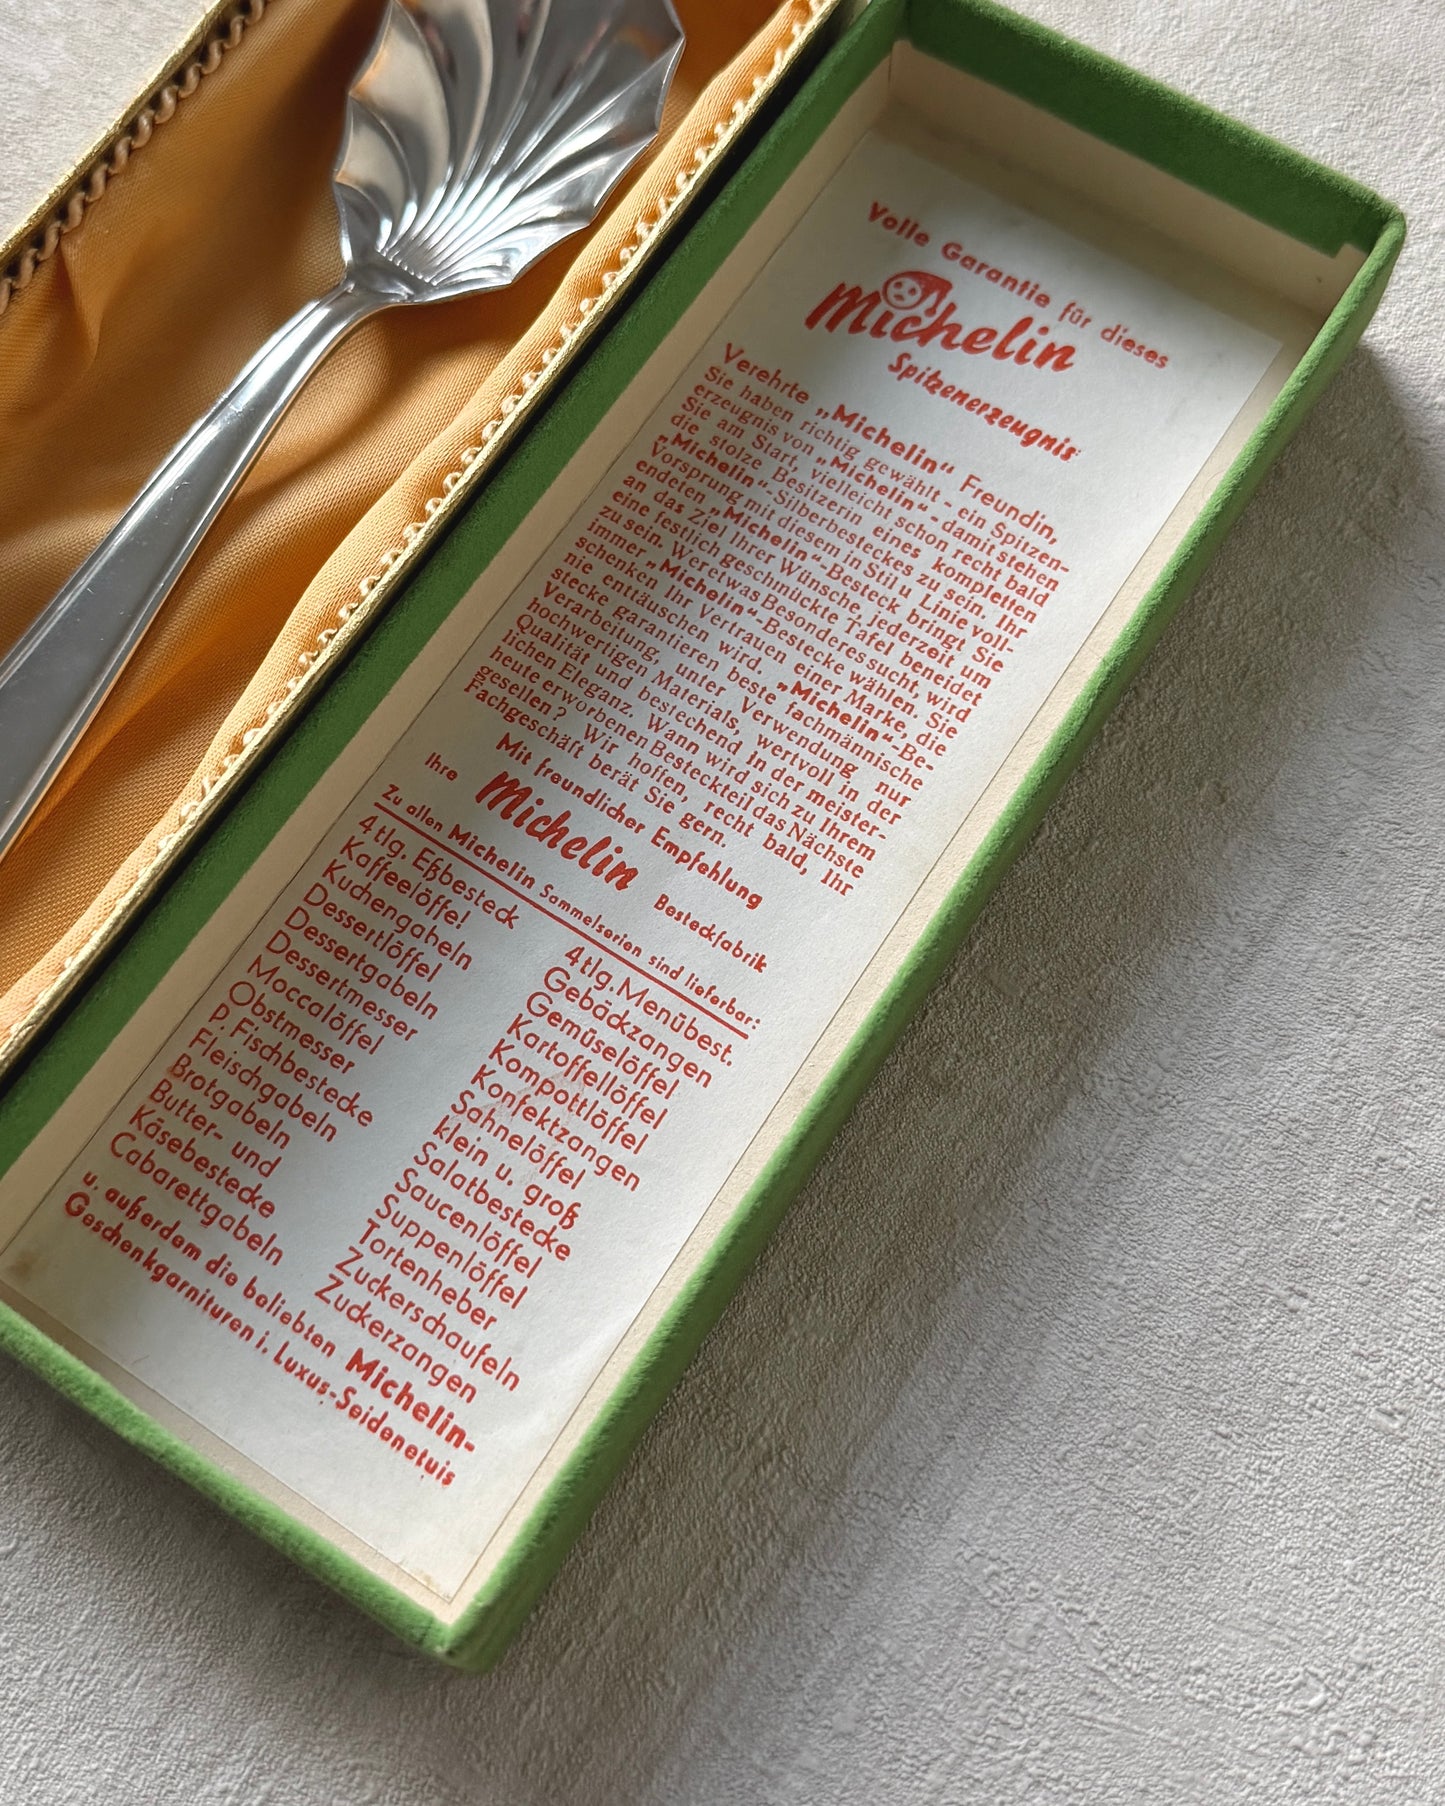 Volle Garantie für dieses
Michelin
Spitzenerzeugnis
Verehrte „Michelin“ Freundin,
Sie haben richtig gewählt - ein Spitzen-
erzeugnis von „Michelin“ - damit stehen
Sie am Start, vielleicht schon recht bald
die stolze Besitzerin eines kompletten
„Michelin“ Silberbesteckes zu sein. Ihr
Vorsprung mit diesem in Stil u. Linie voll-
endeten „Michelin“-Besteck bringt Sie
an das Ziel Ihrer Wünsche, jederzeit um
eine festlich geschmückte Tafel beneidet
zu sein. Wer etwas Besonderes sucht, wird
immer „Michelin“-Bestecke wählen. Sie
schenken Ihr Vertrauen einer Marke, die
nie enttäuschen wird. „Michelin“-Be-
stecke garantieren beste fachmännische
Verarbeitung, unter Verwendung nur
hochwertigen Materials, wertvoll in der
Qualität und bestechend in der meister-
lichen Eleganz. Wann wird sich zu Ihrem
heute erworbenen Besteckteil das Nächste
gesellen? Wir hoffen, recht bald, Ihr
Fachgeschäft berät Sie gern.
Mit freundlicher Empfehlung
Ihre Michelin Besteckfabrik
Zu allen Michelin Sammelserien sind lieferbar:
4 tlg. Eßbesteck
Kaffeelöffel
Kuchengabeln
Dessertlöffel
Dessertgabeln
Dessertmesser
Moccalöffel
Obstmesser
P. Fischbestecke
Fleischgabeln
Brotgabeln
Butter- und
Käsebestecke
Cabarettgabeln
4 tlg. Menübest.
Gebäckzangen
Gemüselöffel
Kartoffellöffel
Kompottlöffel
Konfektzangen
Sahnelöffel
klein u. groß
Salatbestecke
Saucenlöffel
Suppenlöffel
Tortenheber
Zuckerschaufeln
Zuckerzangen
u. außerdem die beliebten Michelin-
Geschenkgarnituren i. Luxus-Seidenetuis